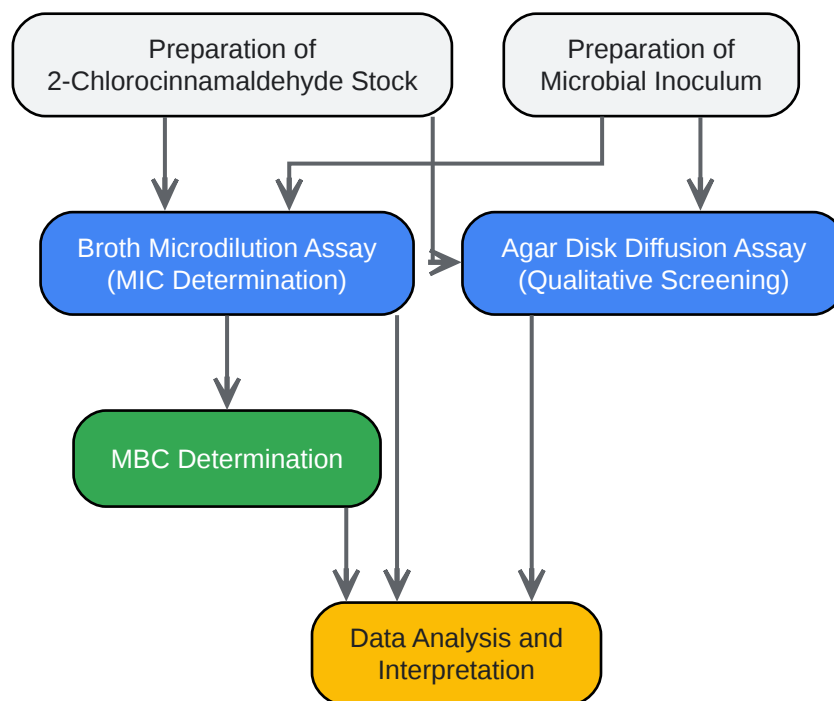 Preparation of
2-Chlorocinnamaldehyde Stock
Preparation of
Microbial Inoculum
Broth Microdilution Assay
(MIC Determination)
Agar Disk Diffusion Assay
(Qualitative Screening)
MBC Determination
Data Analysis and
Interpretation